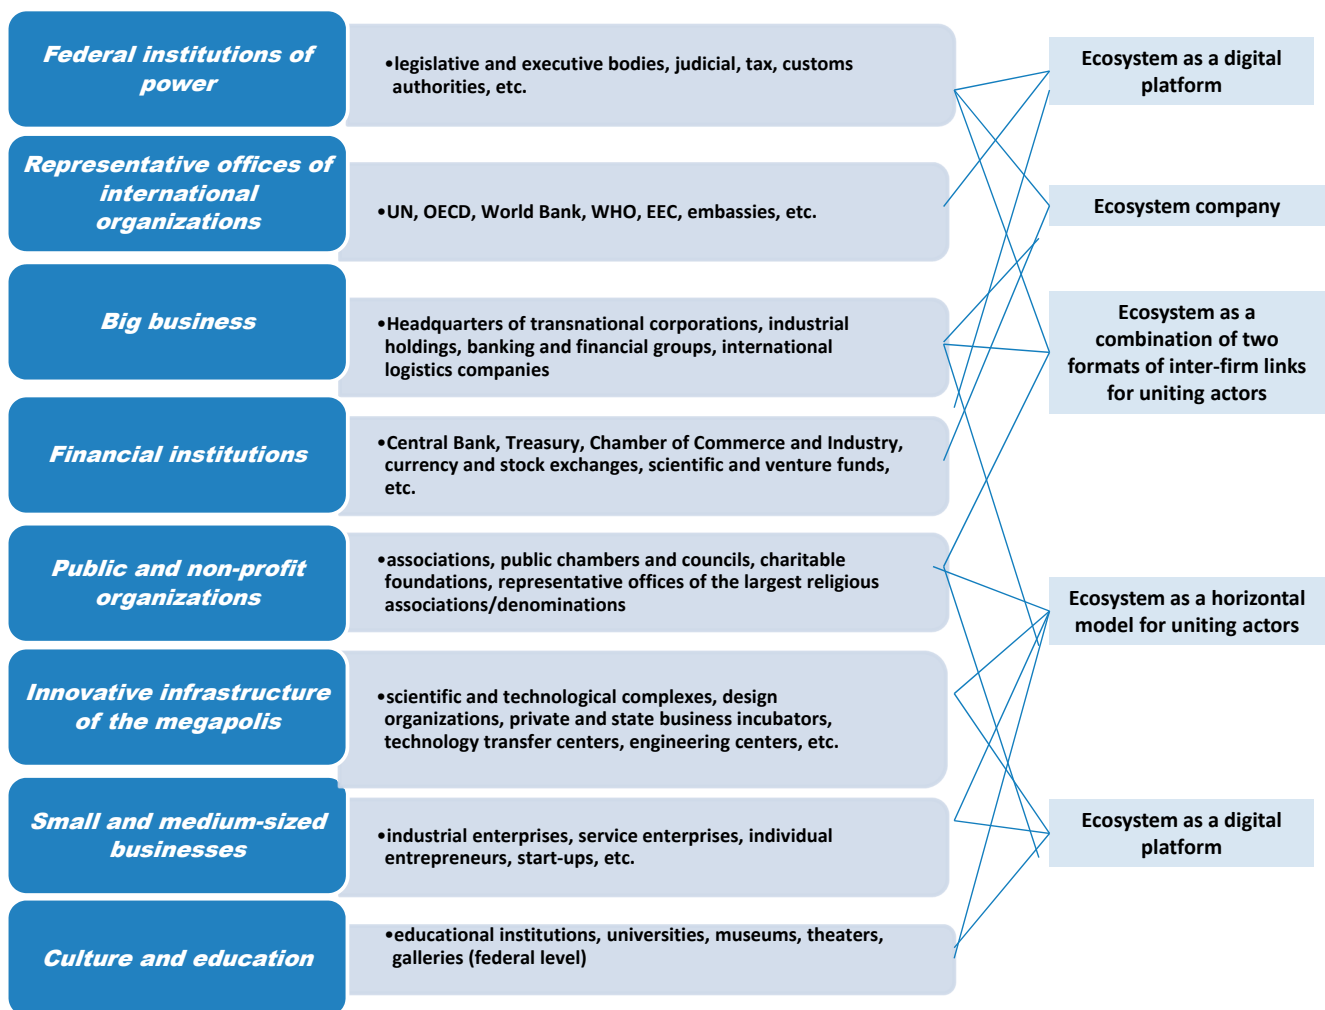 Federal institutions of
power
•legislative and executive bodies, judicial, tax, customs
authorities, etc.
Ecosystem as a digital
platform
Representative offices of
international
organizations
•UN, OECD, World Bank, WHO, EEC, embassies, etc.
Ecosystem company
Big business
•Headquarters of transnational corporations, industrial
holdings, banking and financial groups, international
logistics companies
Ecosystem as a
combination of two
formats of inter-firm links
for uniting actors
Financial institutions
•Central Bank, Treasury, Chamber of Commerce and Industry,
currency and stock exchanges, scientific and venture funds,
etc.
Public and non-profit
organizations
•associations, public chambers and councils, charitable
foundations, representative offices of the largest religious
associations/denominations
Ecosystem as a horizontal
model for uniting actors
Innovative infrastructure
of the megapolis
•scientific and technological complexes, design
organizations, private and state business incubators,
technology transfer centers, engineering centers, etc.
Small and medium-sized
businesses
•industrial enterprises, service enterprises, individual
entrepreneurs, start-ups, etc.
Ecosystem as a digital
platform
Culture and education
•educational institutions, universities, museums, theaters,
galleries (federal level)